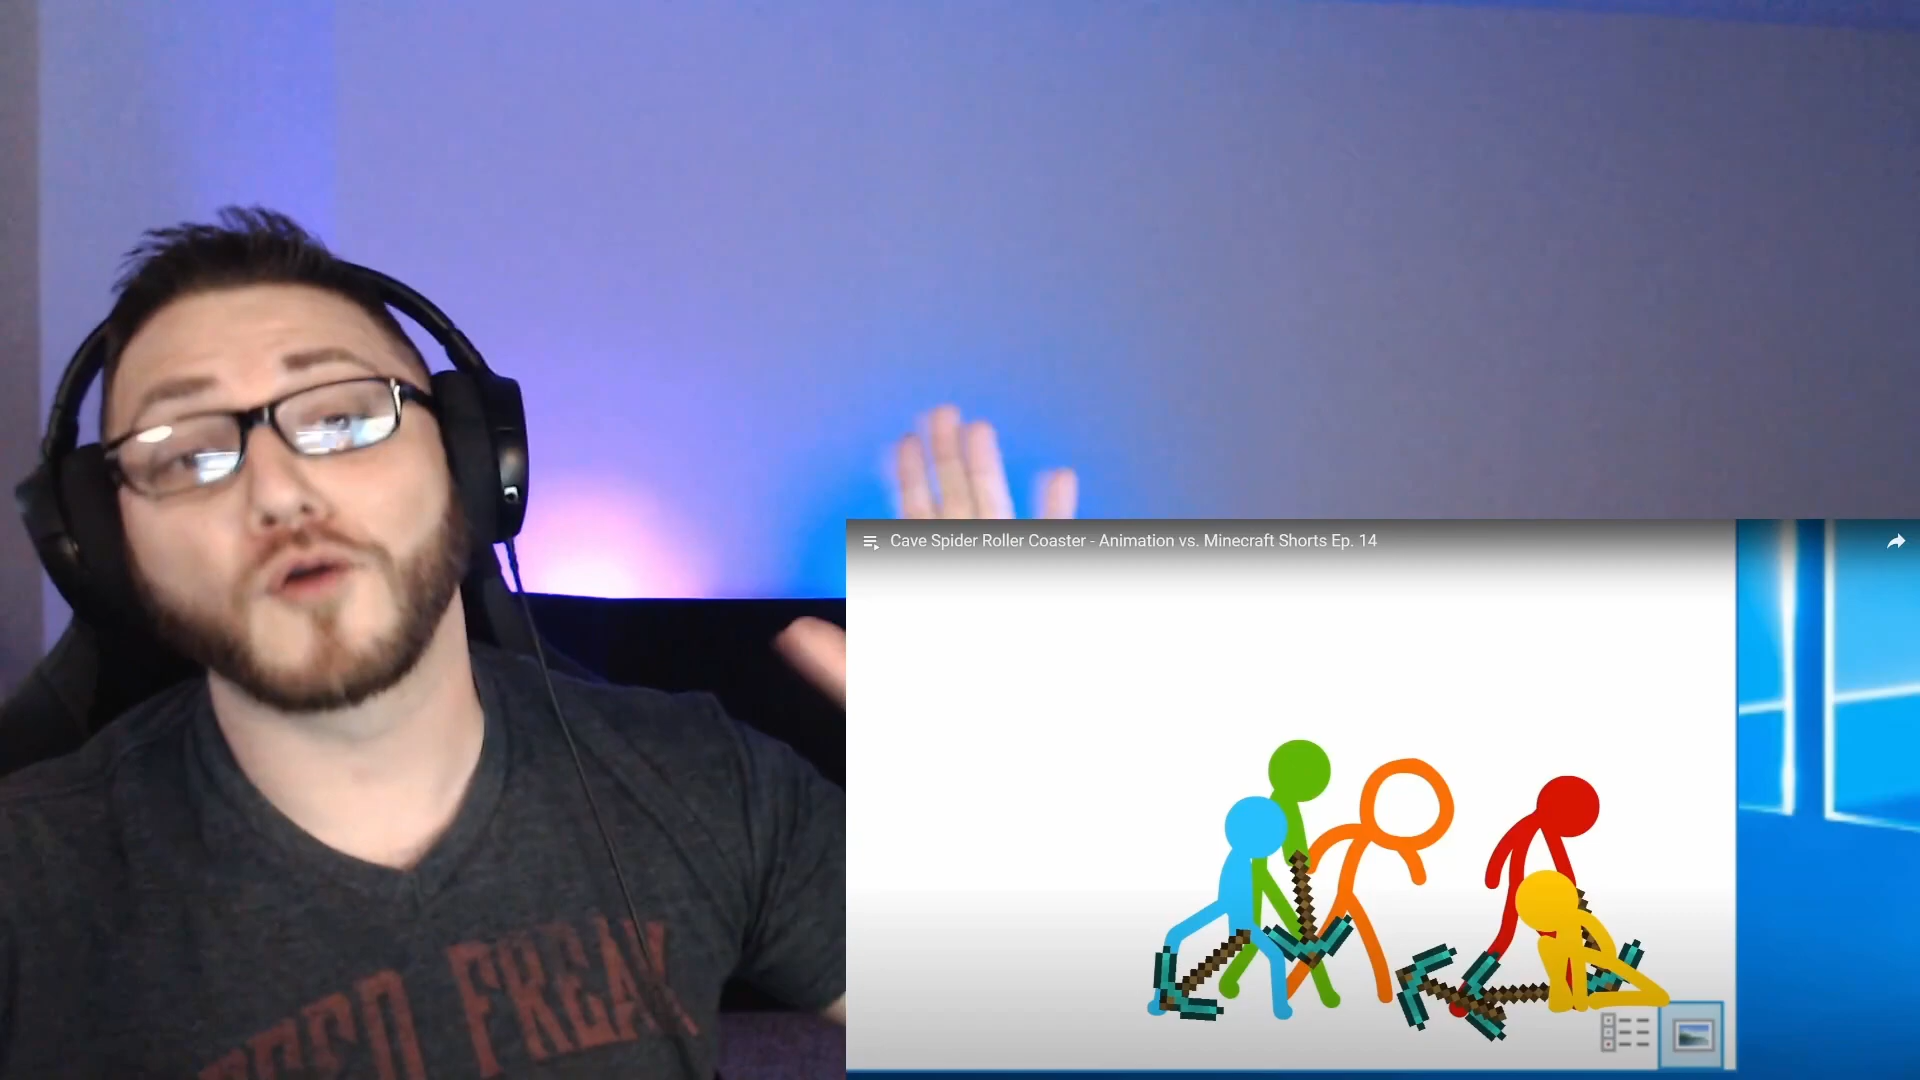 Cave Spider Roller Coaster - Animation vs. Minecraft Shorts Ep. 14
FREAK